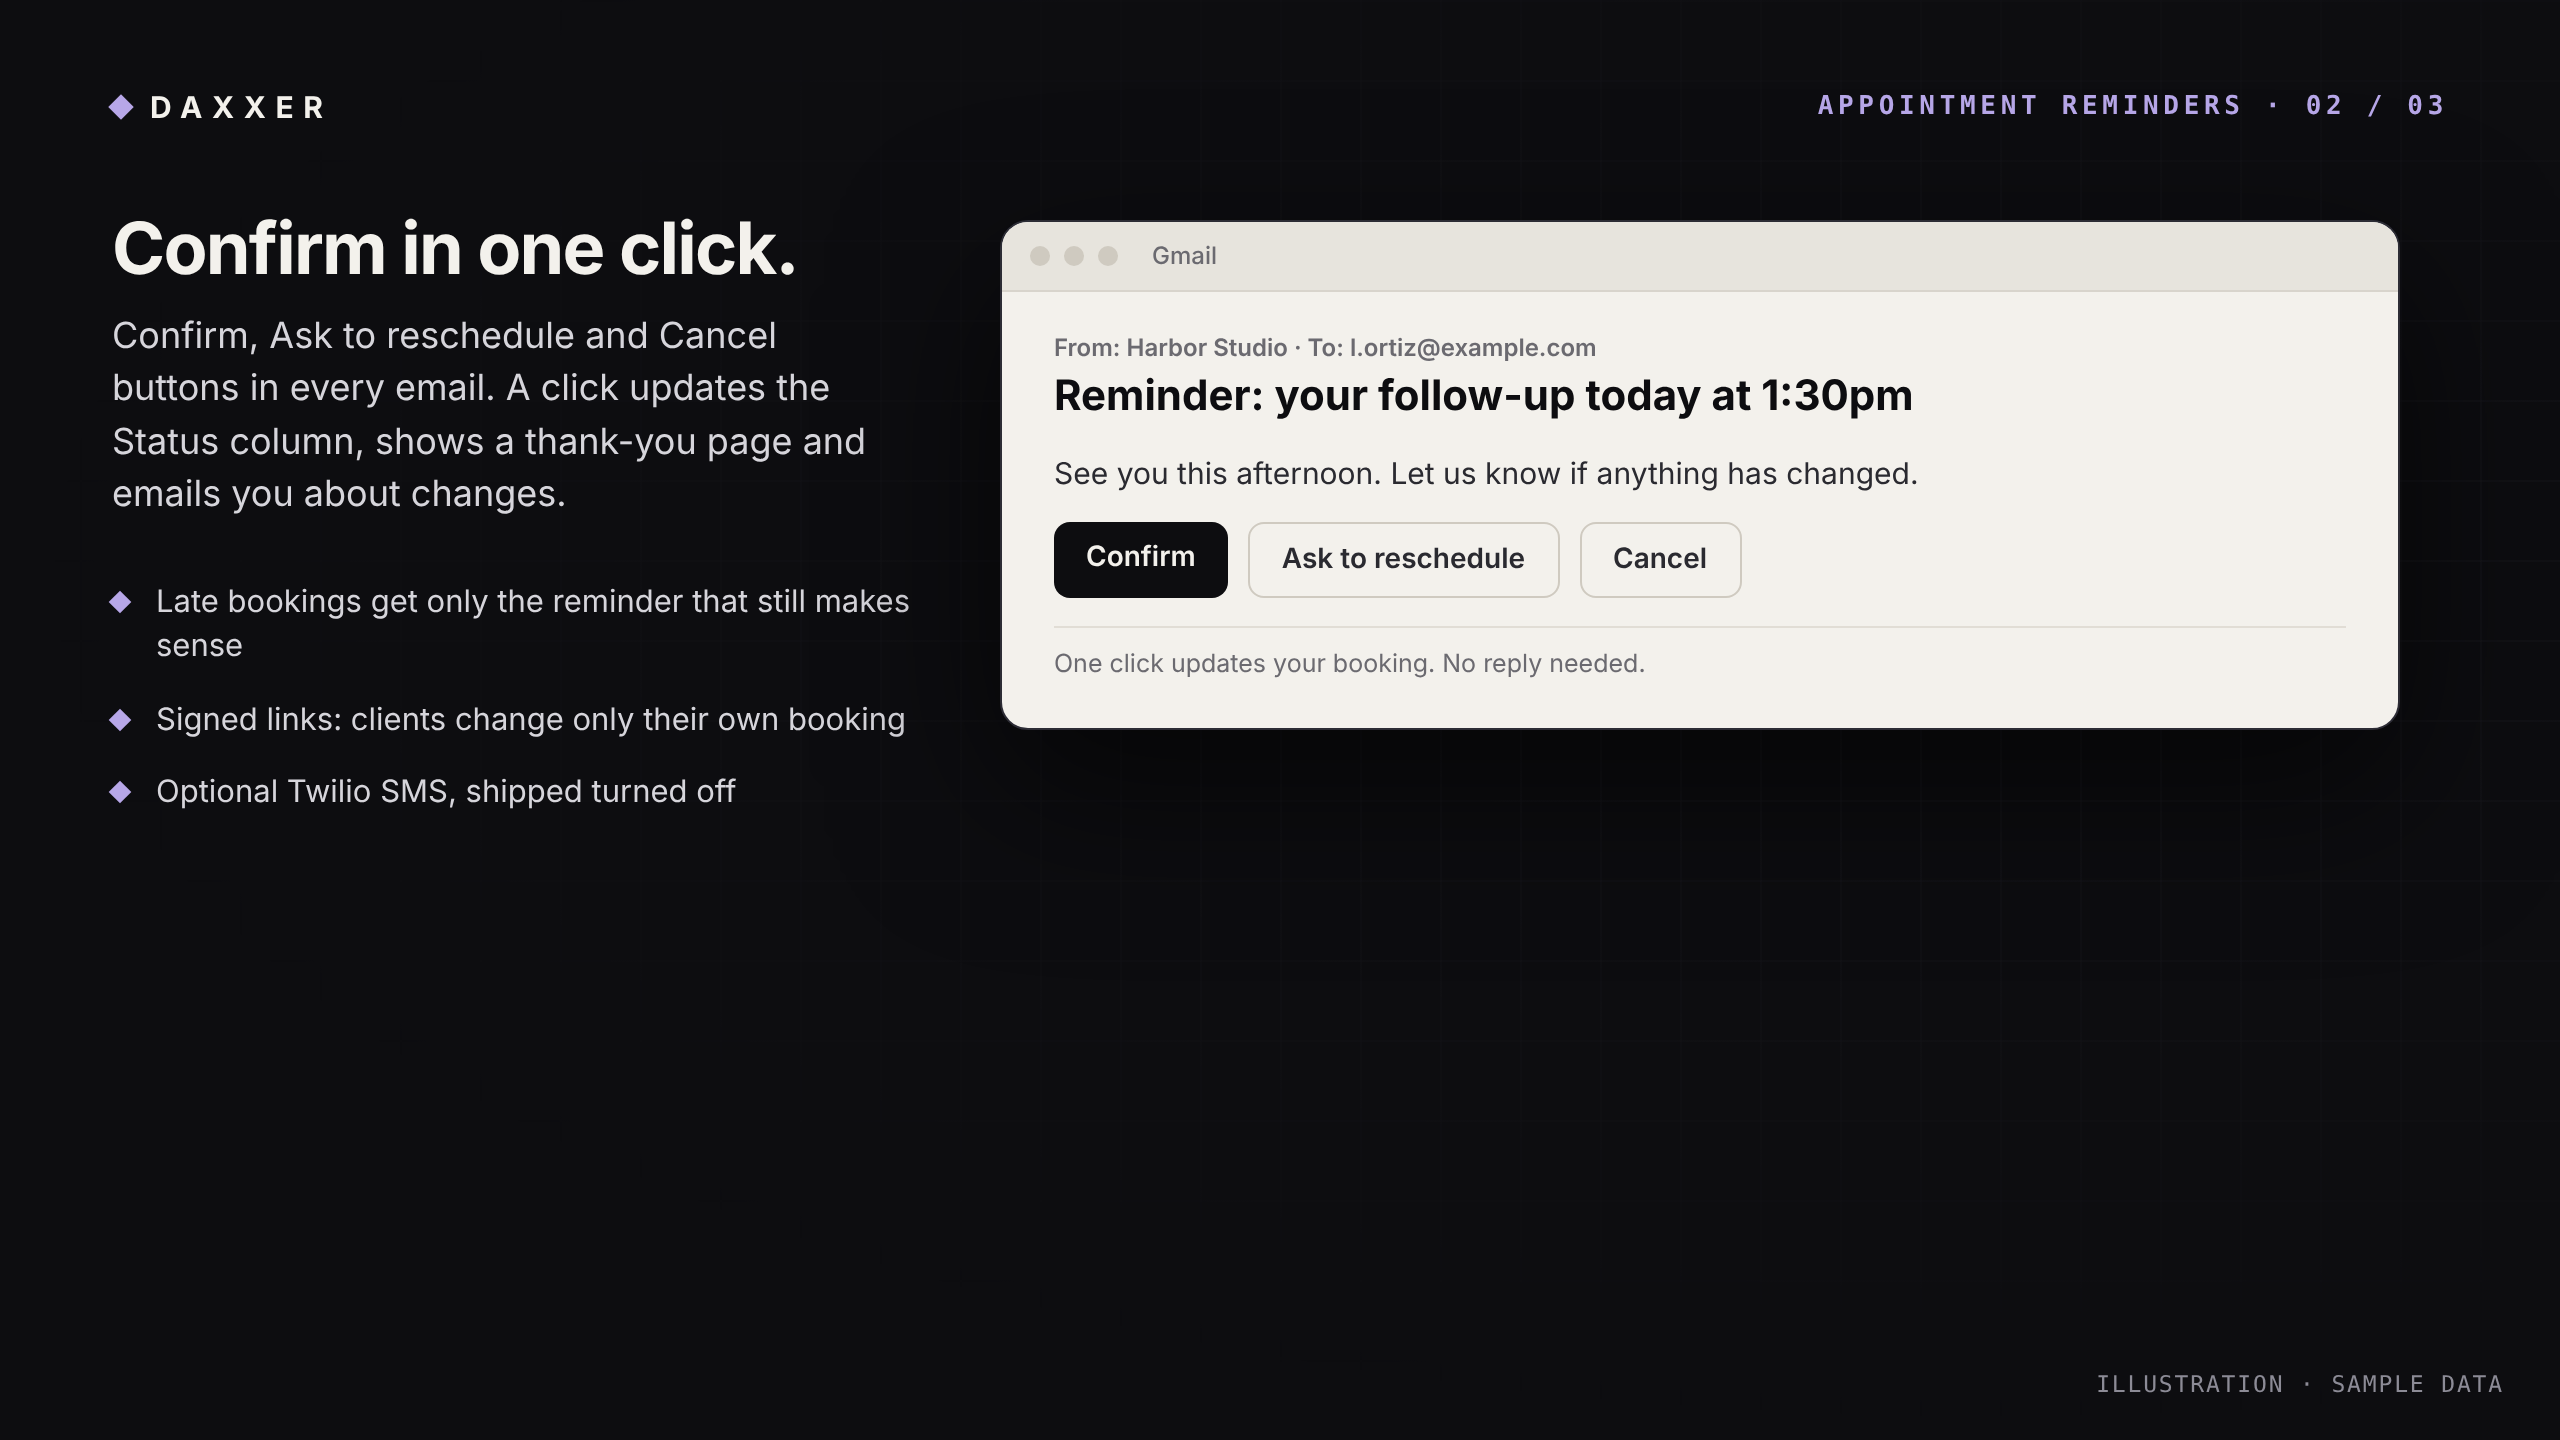 DAXXER
APPOINTMENT REMINDERS · 02 / 03
Confirm in one click.
Confirm, Ask to reschedule and Cancel
buttons in every email. A click updates the
Status column, shows a thank-you page and
emails you about changes.
Late bookings get only the reminder that still makes
sense
Signed links: clients change only their own booking
Optional Twilio SMS, shipped turned off
Gmail
From: Harbor Studio · To: l.ortiz@example.com
Reminder: your follow-up today at 1:30pm
See you this afternoon. Let us know if anything has changed.
Confirm
Ask to reschedule
Cancel
One click updates your booking. No reply needed.
ILLUSTRATION · SAMPLE DATA